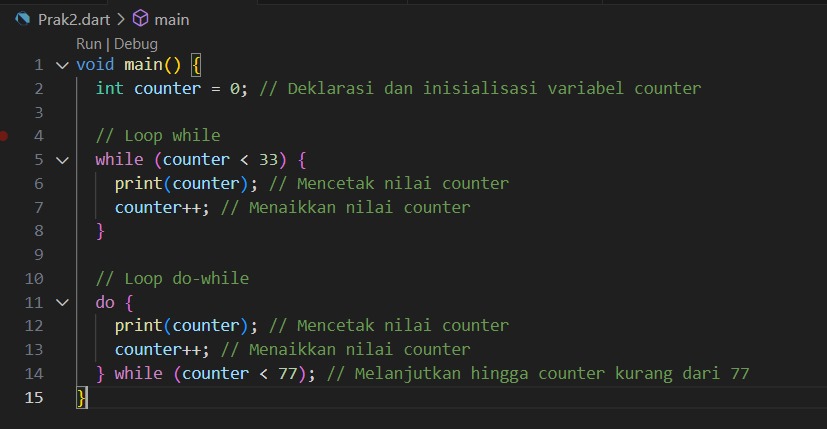 Prak2.dart > main
Run | Debug
1 void main() {
2 int counter = 0; // Deklarasi dan inisialisasi variabel counter
3
4 // Loop while
5 while (counter < 33) {
6 print(counter); // Mencetak nilai counter
7 counter++; // Menaikkan nilai counter
8 }
9
10 // Loop do-while
11 do {
12 print(counter); // Mencetak nilai counter
13 counter++; // Menaikkan nilai counter
14 } while (counter < 77); // Melanjutkan hingga counter kurang dari 77
15 }